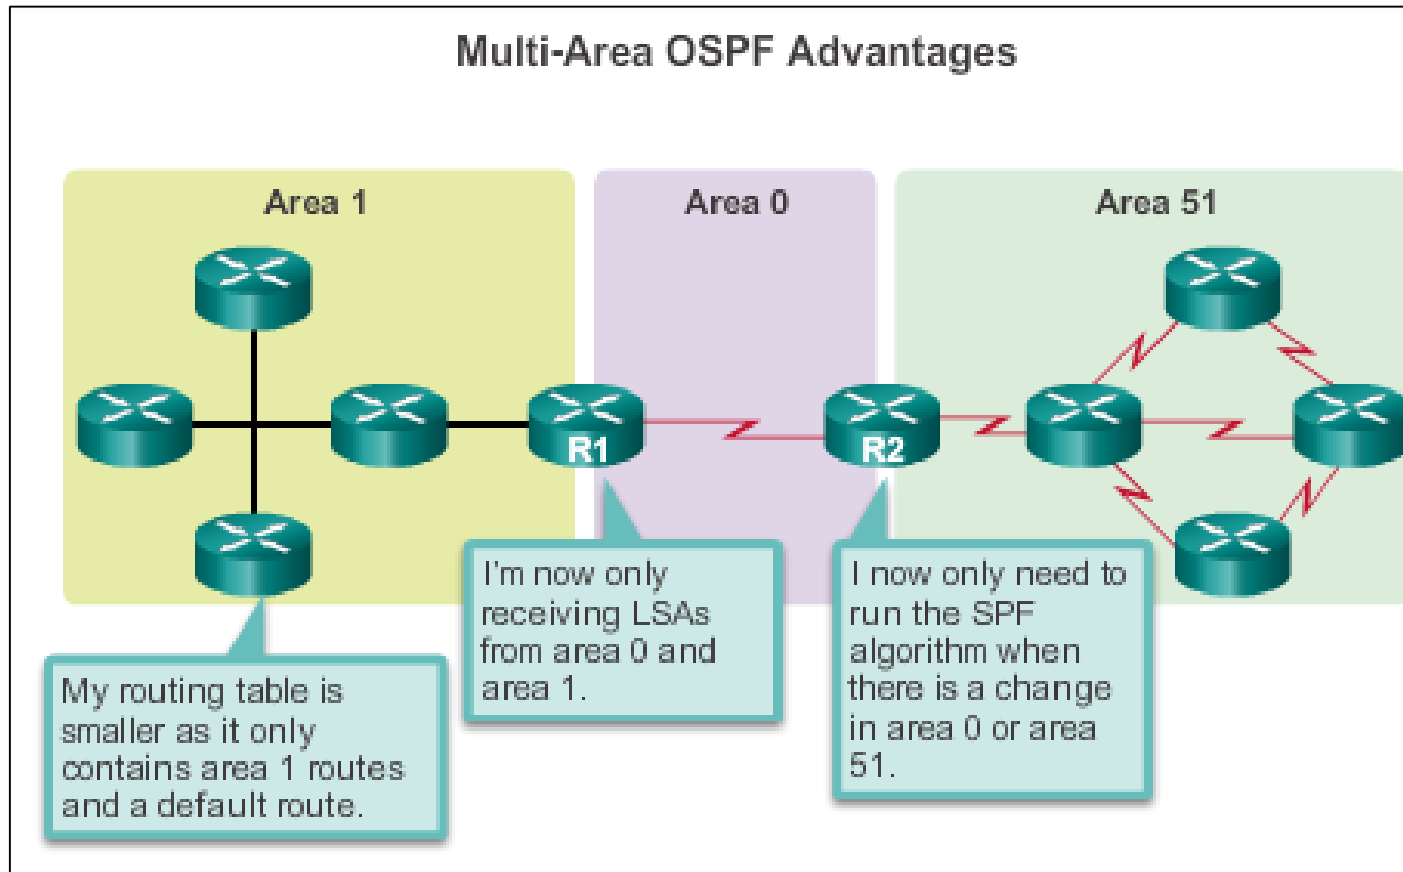 Multi-Area OSPF Advantages
Area 1
Area 0
Area 51
R1
R2
My routing table is
smaller as it only
contains area 1 routes
and a default route.
I'm now only
receiving LSAs
from area 0 and
area 1.
I now only need to
run the SPF
algorithm when
there is a change
in area 0 or area
51.